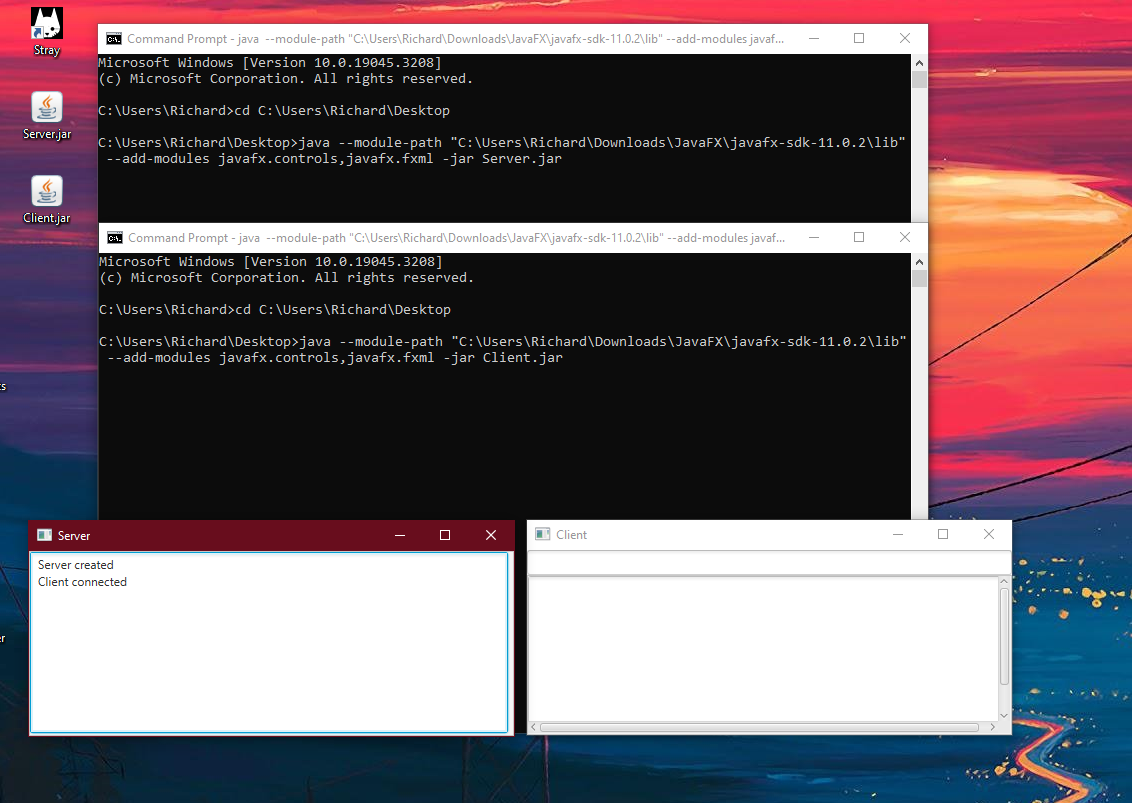 Stray
Server.jar
Client.jar
Command Prompt - java  --module-path "C:\Users\Richard\Downloads\JavaFX\javafx-sdk-11.0.2\lib" --add-modules javaf...
Microsoft Windows [Version 10.0.19045.3208]
(c) Microsoft Corporation. All rights reserved.
C:\Users\Richard>cd C:\Users\Richard\Desktop
C:\Users\Richard\Desktop>java --module-path "C:\Users\Richard\Downloads\JavaFX\javafx-sdk-11.0.2\lib"
 --add-modules javafx.controls,javafx.fxml -jar Server.jar
Command Prompt - java  --module-path "C:\Users\Richard\Downloads\JavaFX\javafx-sdk-11.0.2\lib" --add-modules javaf...
Microsoft Windows [Version 10.0.19045.3208]
(c) Microsoft Corporation. All rights reserved.
C:\Users\Richard>cd C:\Users\Richard\Desktop
C:\Users\Richard\Desktop>java --module-path "C:\Users\Richard\Downloads\JavaFX\javafx-sdk-11.0.2\lib"
 --add-modules javafx.controls,javafx.fxml -jar Client.jar
Server
Server created
Client connected
Client